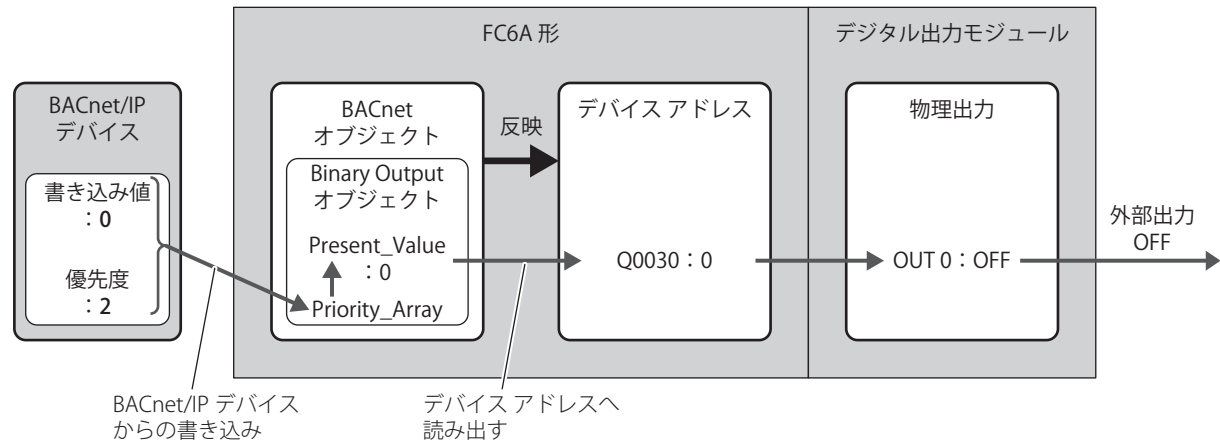 FC6A 形
デジタル出力モジュール
BACnet/IP
デバイス
書き込み値
：0
優先度
：2
BACnet
オブジェクト
Binary Output
オブジェクト
Present_Value
：0
Priority_Array
反映
デバイス アドレス
Q0030：0
物理出力
OUT 0：OFF
外部出力
OFF
BACnet/IP デバイス
からの書き込み
デバイス アドレスへ
読み出す